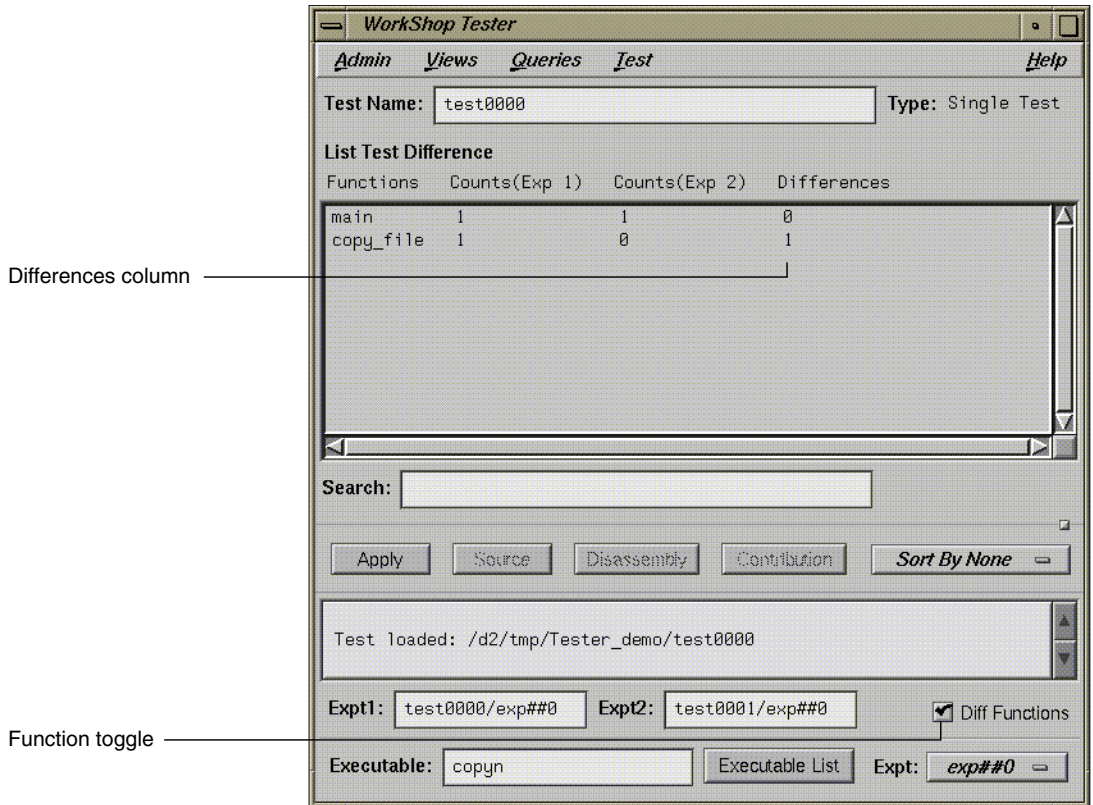 WorkShop Tester
Admin Views Queries Test Help
Test Name: test0000 Type: Single Test
List Test Difference
Functions Counts(Exp 1) Counts(Exp 2) Differences
main 1 1 0
copy_file 1 0 1
Differences column
Search:
Apply Source Disassembly Contribution Sort By None
Test loaded: /d2/tmp/Tester_demo/test0000
Expt1: test0000/exp##0 Expt2: test0001/exp##0 Diff Functions
Function toggle
Executable: copyn Executable List Expt: exp##0